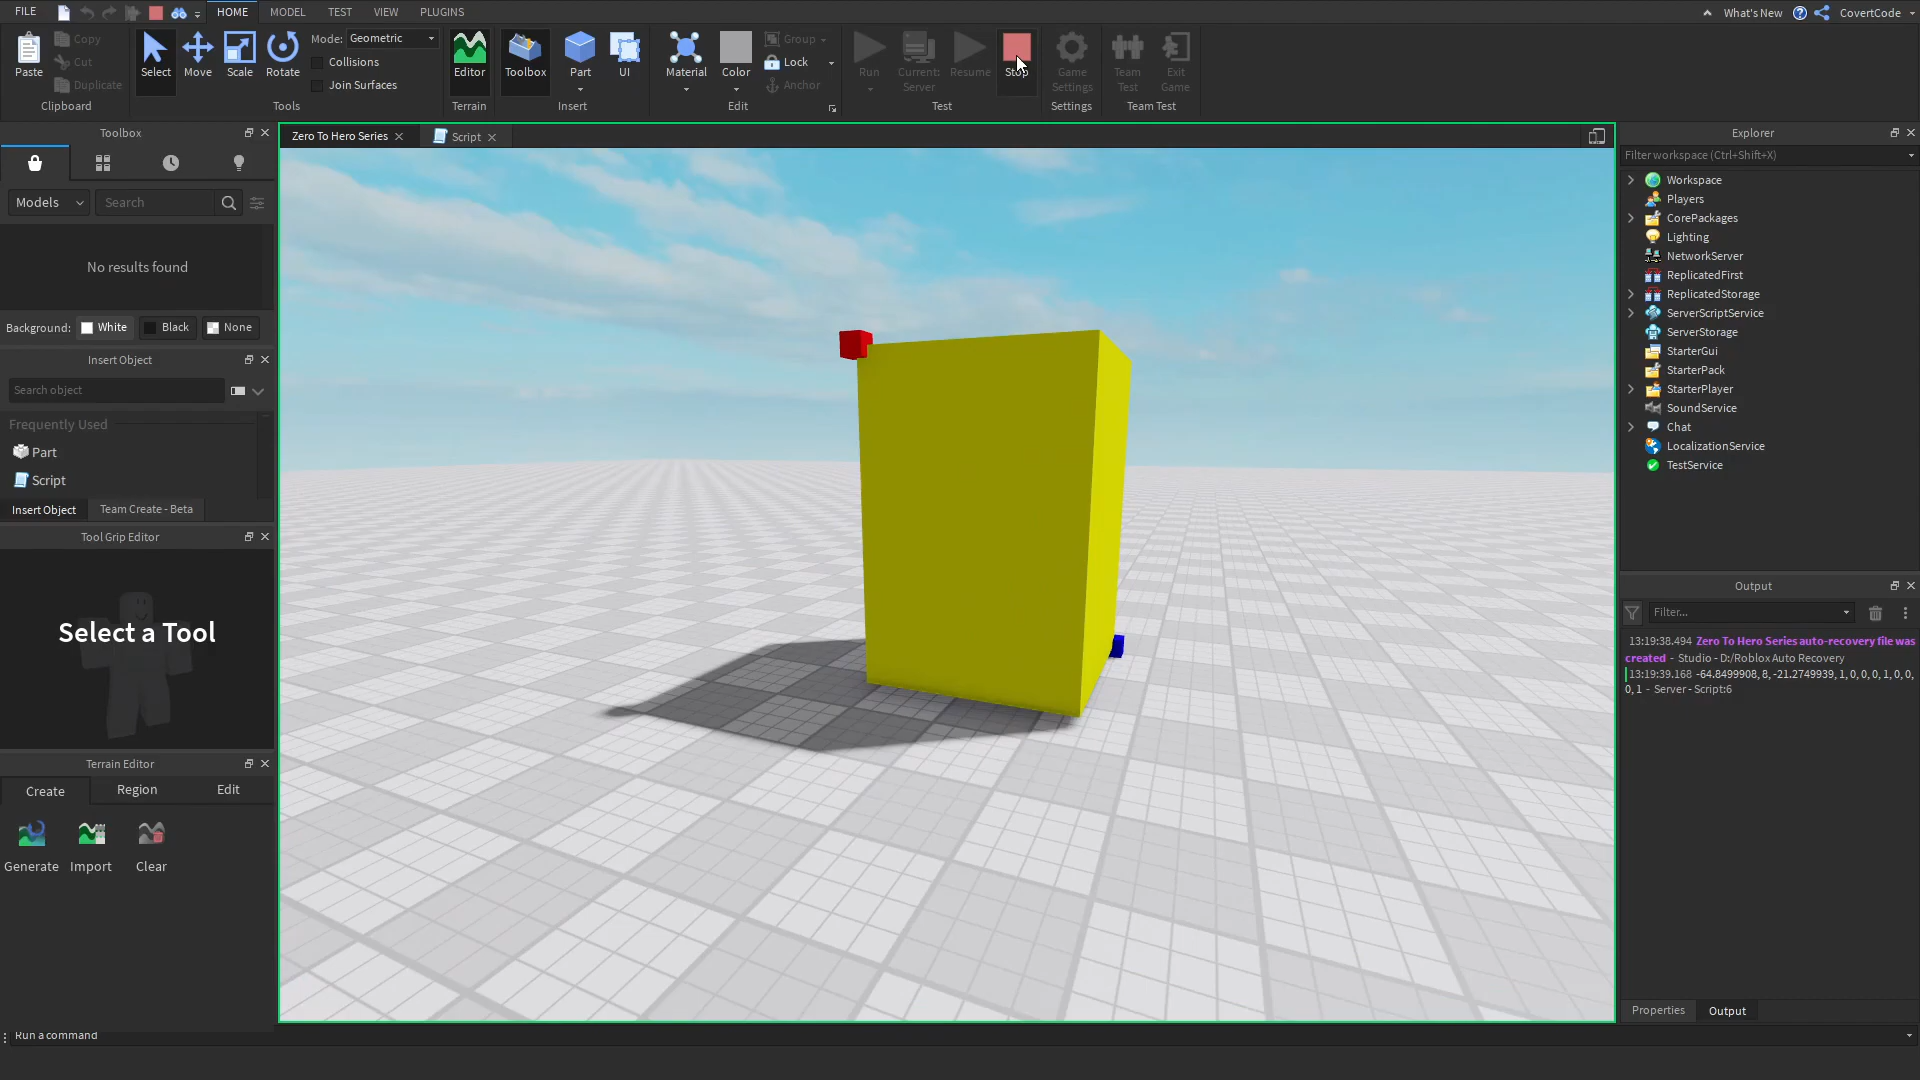 FILE
HOME
MODEL
TEST
VIEW
PLUGINS
What's New
CovertCode
Paste
Copy
Cut
Duplicate
Clipboard
Select
Move
Scale
Rotate
Mode: Geometric
Collisions
Join Surfaces
Tools
Editor
Terrain
Toolbox
Part
UI
Insert
Material
Color
Group
Lock
Anchor
Edit
Run
Current:
Server
Resume
Stop
Test
Game
Settings
Settings
Team
Test
Exit
Game
Team Test
Toolbox
Models
Search
No results found
Background:
White
Black
None
Insert Object
Search object
Frequently Used
Part
Script
Insert Object
Team Create - Beta
Tool Grip Editor
Select a Tool
Terrain Editor
Create
Region
Edit
Generate
Import
Clear
Zero To Hero Series
Script
Explorer
Filter workspace (Ctrl+Shift+X)
Workspace
Players
CorePackages
Lighting
NetworkServer
ReplicatedFirst
ReplicatedStorage
ServerScriptService
ServerStorage
StarterGui
StarterPack
StarterPlayer
SoundService
Chat
LocalizationService
TestService
Output
Filter...
13:19:38.494 Zero To Hero Series auto-recovery file was
created - Studio - D:/Roblox Auto Recovery
13:19:39.168 -64.8499908, 8, -21.2749939, 1, 0, 0, 0, 1, 0, 0,
0, 1 - Server - Script:6
Properties
Output
Run a command